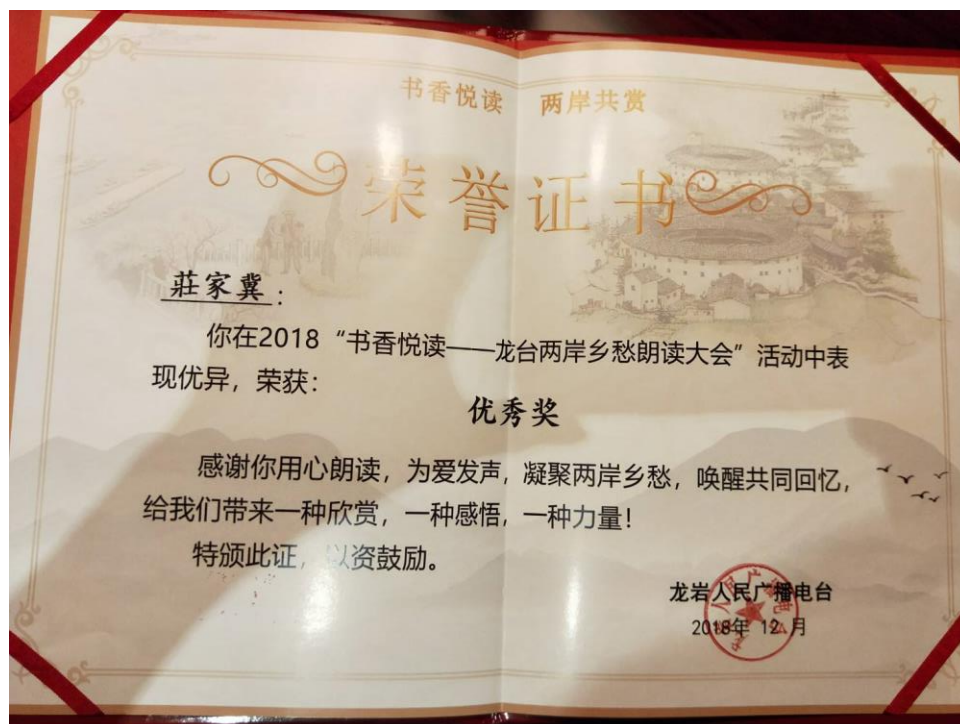 书香悦读 两岸共赏
荣誉证书
莊家冀：
你在2018“书香悦读——龙台两岸乡愁朗读大会”活动中表
现优异，荣获：
优秀奖
感谢你用心朗读，为爱发声，凝聚两岸乡愁，唤醒共同回忆，
给我们带来一种欣赏，一种感悟，一种力量！
特颁此证，以资鼓励。
龙岩人民广播电台
2018年 12 月